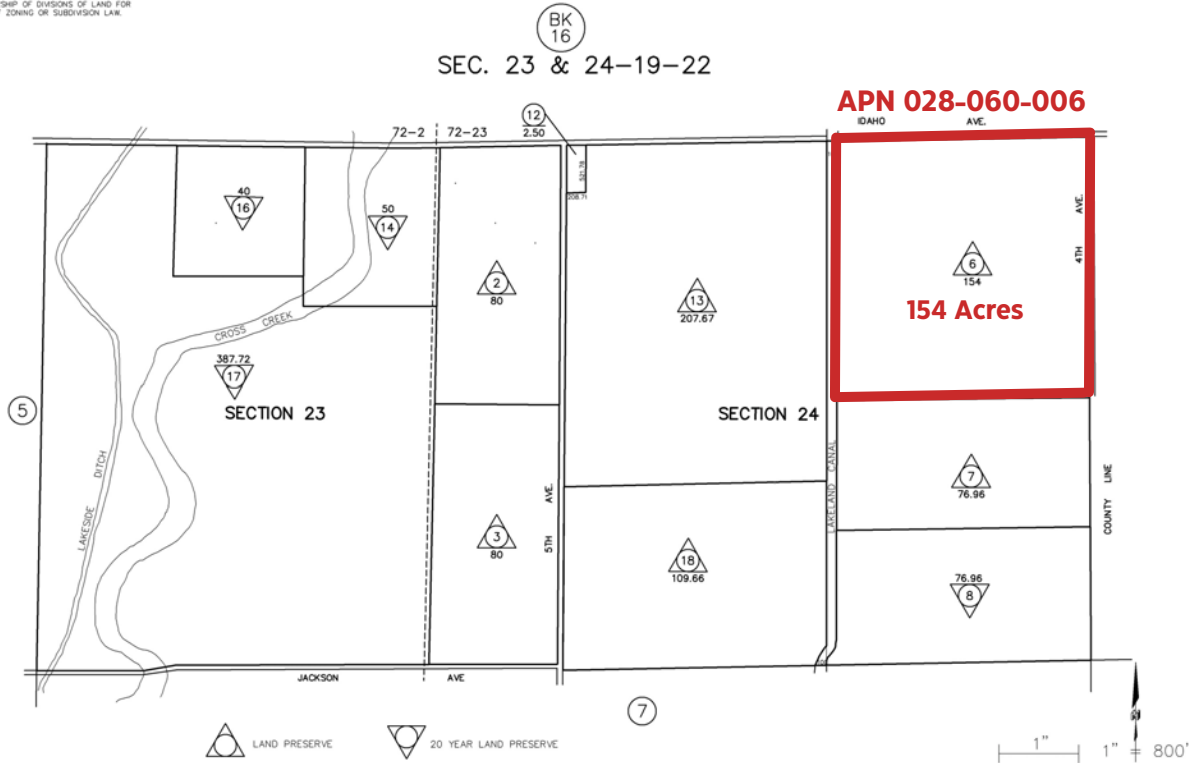 SHIP OF DIVISIONS OF LAND FOR
ZONING OR SUBDIVISION LAW.
BK
16
SEC. 23 & 24-19-22
APN 028-060-006
IDAHO AVE.
12
2.50
72-2 72-23
521.78
208.71
40
16
50
14
2
80
13
207.67
6
154
154 Acres
4TH AVE.
CROSS CREEK
387.72
17
5
SECTION 23
SECTION 24
LAKESIDE DITCH
LAKELAND CANAL
7
76.96
COUNTY LINE
3
80
5TH AVE.
18
109.66
76.96
8
JACKSON AVE
7
LAND PRESERVE
20 YEAR LAND PRESERVE
1"
1" = 800'